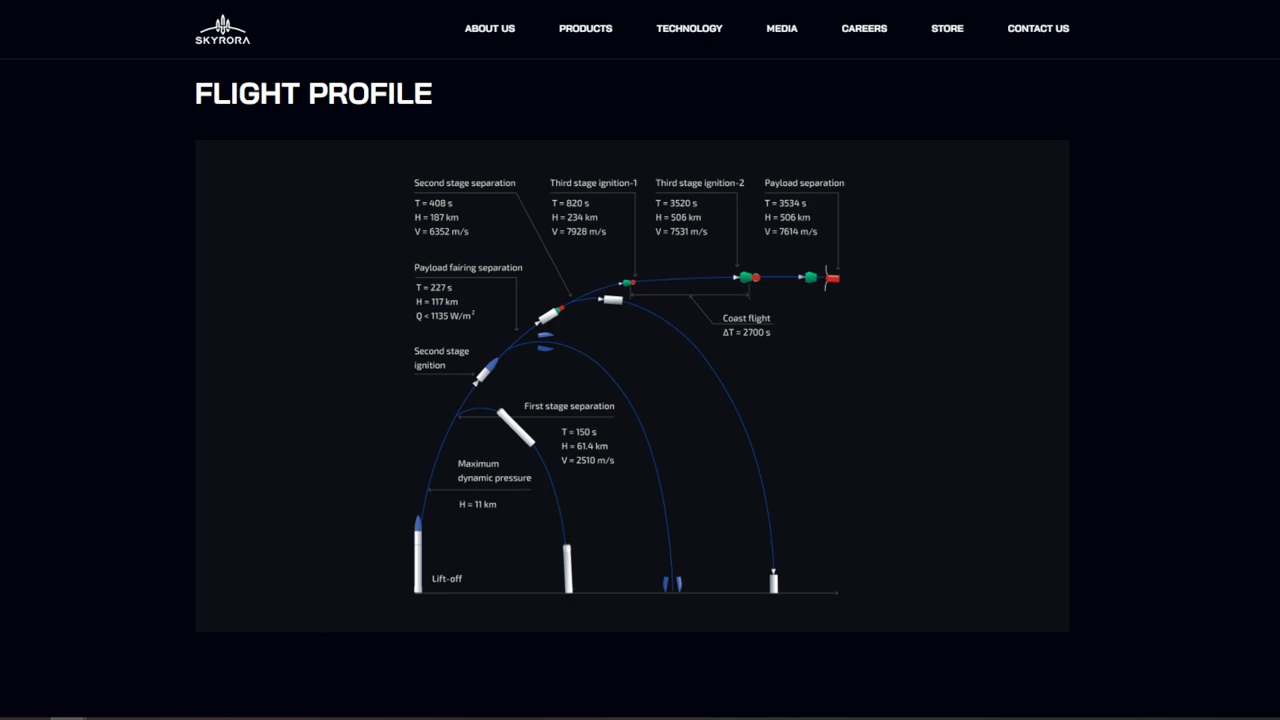 SKYRORA
ABOUT US
PRODUCTS
TECHNOLOGY
MEDIA
CAREERS
STORE
CONTACT US
FLIGHT PROFILE
Second stage separation
T = 408 s
H = 187 km
V = 6352 m/s
Third stage ignition-1
T = 820 s
H = 234 km
V = 7928 m/s
Third stage ignition-2
T = 3520 s
H = 506 km
V = 7531 m/s
Payload separation
T = 3534 s
H = 506 km
V = 7614 m/s
Payload fairing separation
T = 227 s
H = 117 km
Q < 1135 W/m²
Coast flight
ΔT = 2700 s
Second stage
ignition
First stage separation
T = 150 s
H = 61.4 km
V = 2510 m/s
Maximum
dynamic pressure
H = 11 km
Lift-off